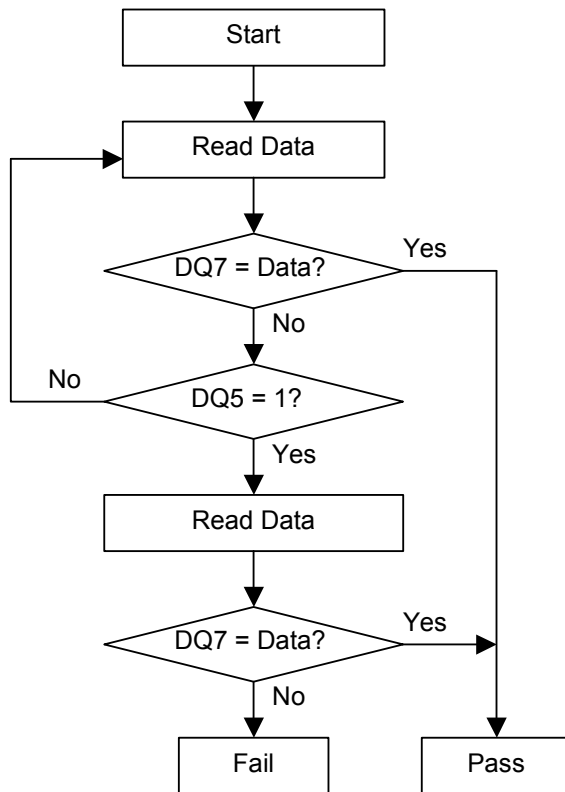 Start
Read Data
DQ7 = Data?
Yes
No
No
DQ5 = 1?
Yes
Read Data
DQ7 = Data?
Yes
No
Fail
Pass